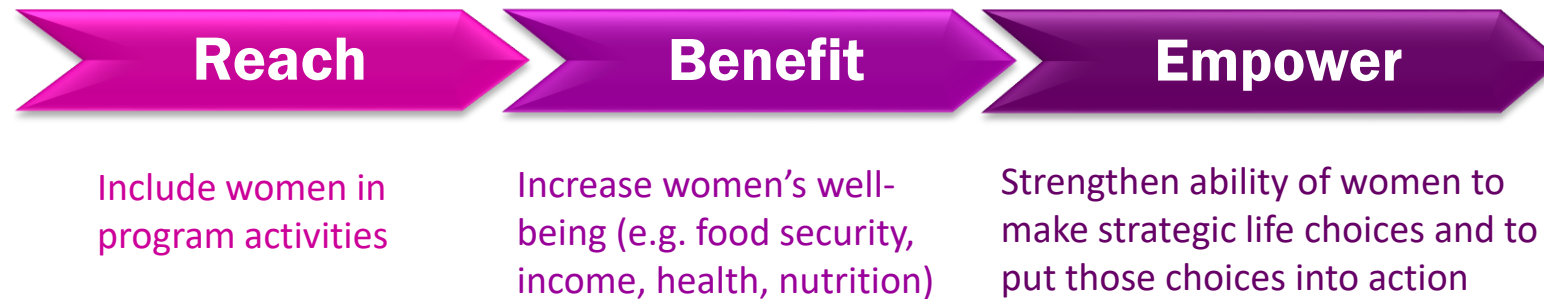 Reach
Include women in
program activities
Benefit
Increase women’s well-
being (e.g. food security,
income, health, nutrition)
Empower
Strengthen ability of women to
make strategic life choices and to
put those choices into action